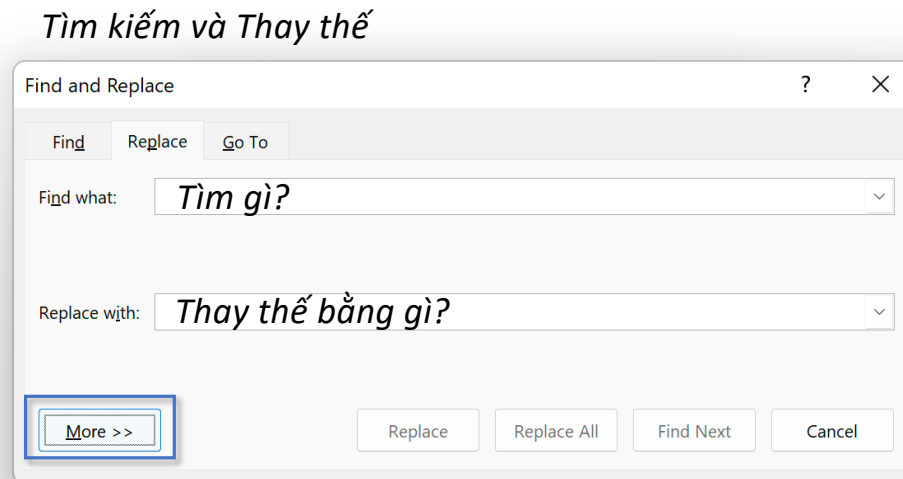 Tìm kiếm và Thay thế
Find and Replace ? ×
Find Replace Go To
Find what: Tìm gì?
Replace with: Thay thế bằng gì?
More >> Replace Replace All Find Next Cancel